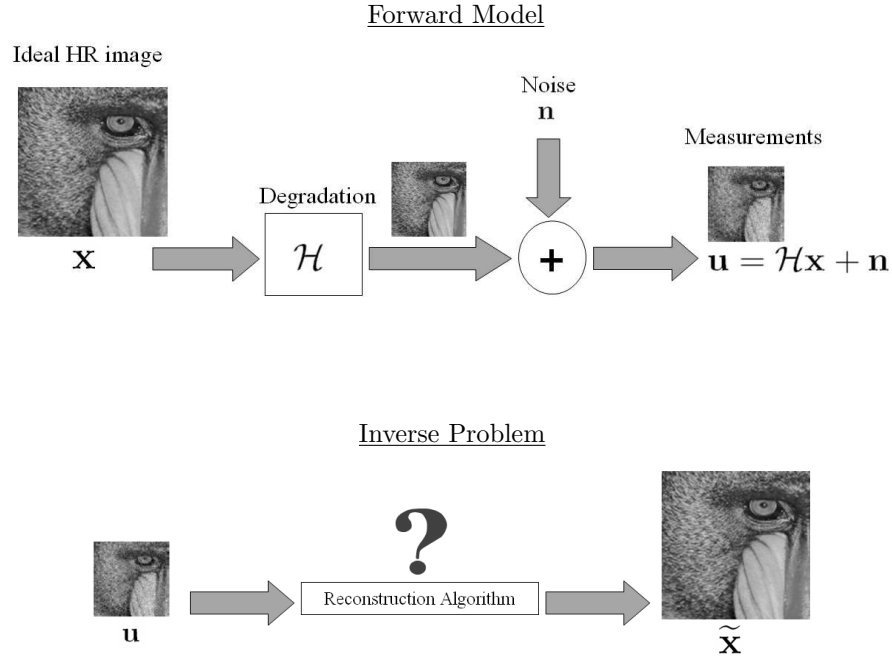 Forward Model
Ideal HR image
Noise
n
Measurements
Degradation
x
ℋ
+
u = ℋx + n
Inverse Problem
?
Reconstruction Algorithm
u
x̃